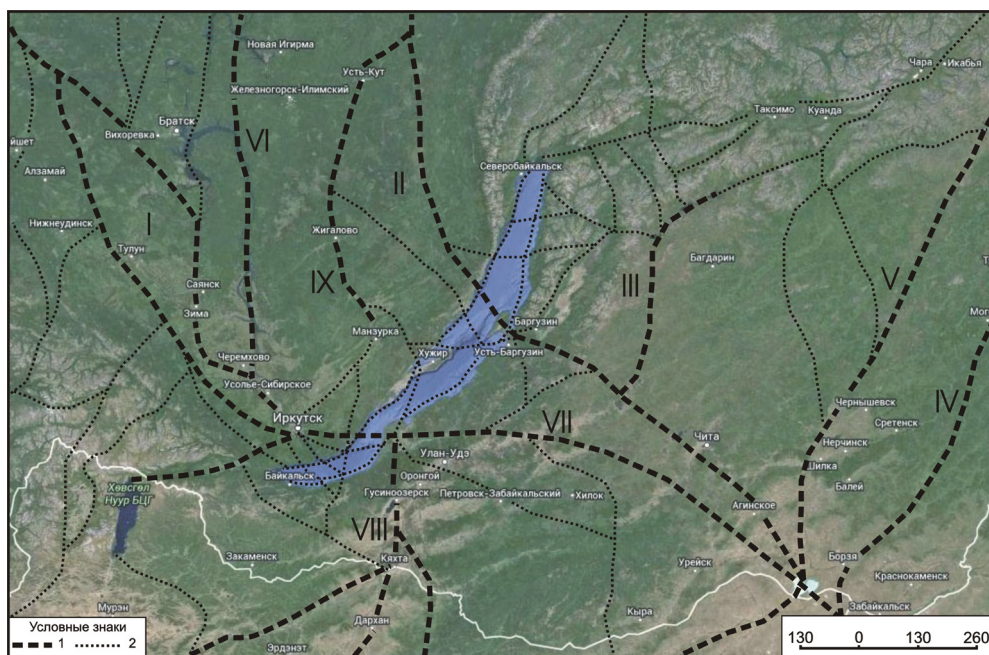 Новая Игирма
Усть-Кут
Чара
Икабья
Железногорск-Илимский
Таксимо
Куанда
Братск
Вихоревка
VI
йшет
Алзамай
Северобайкальск
II
Нижнеудинск
I
Жигалово
Тулун
Багдарин
III
V
IX
Саянск
Зима
Мог
Манзурка
Баргузин
Хужир
Усть-Баргузин
Черемхово
Усолье-Сибирское
Чернышевск
IV
Иркутск
VII
Сретенск
Чита
Нерчинск
Улан-Удэ
Шилка
Байкальск
Оронгой
Балей
Хөвсгөл
Нуур БЦГ
Гусиноозерск
Петровск-Забайкальский
Хилок
Агинское
VIII
Закаменск
Кяхта
Урейск
Борзя
Краснокаменск
Мурэн
Дархан
Кыра
Забайкальск
Эрдэнэт
Условные знаки
1 2
130 0 130 260